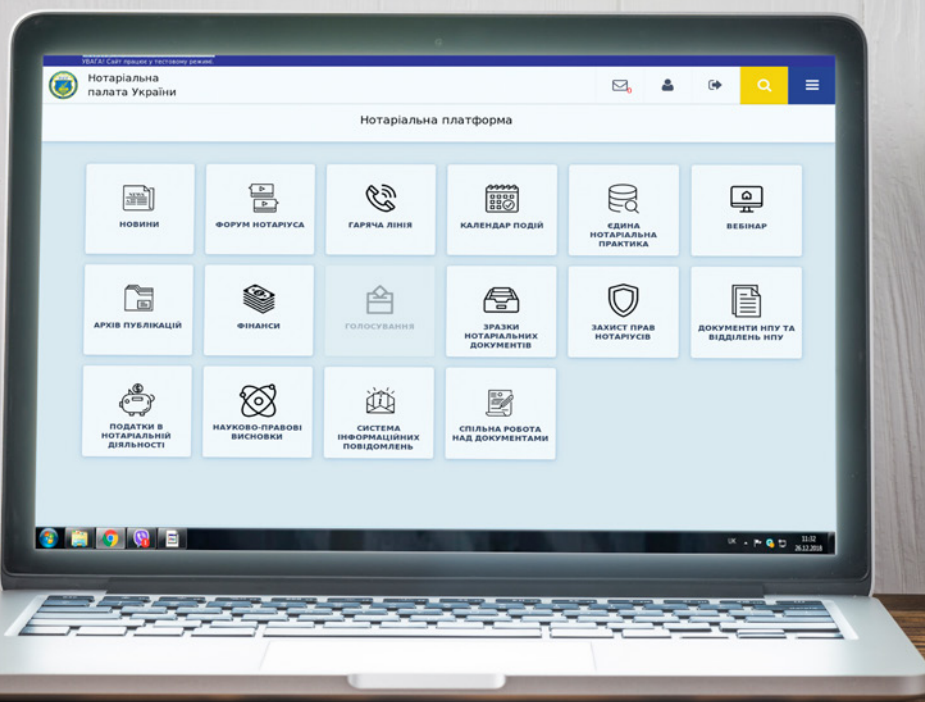 УВАГА! Сайт працює у тестовому режимі.
Нотаріальна
палата України
0
Нотаріальна платформа
NEWS
НОВИНИ
ФОРУМ НОТАРІУСА
ГАРЯЧА ЛІНІЯ
КАЛЕНДАР ПОДІЙ
ЄДИНА
НОТАРІАЛЬНА
ПРАКТИКА
ВЕБІНАР
АРХІВ ПУБЛІКАЦІЙ
ФІНАНСИ
ГОЛОСУВАННЯ
ЗРАЗКИ
НОТАРІАЛЬНИХ
ДОКУМЕНТІВ
ЗАХИСТ ПРАВ
НОТАРІУСІВ
ДОКУМЕНТИ НПУ ТА
ВІДДІЛЕНЬ НПУ
ПОДАТКИ В
НОТАРІАЛЬНІЙ
ДІЯЛЬНОСТІ
НАУКОВО-ПРАВОВІ
ВИСНОВКИ
СИСТЕМА
ІНФОРМАЦІЙНИХ
ПОВІДОМЛЕНЬ
СПІЛЬНА РОБОТА
НАД ДОКУМЕНТАМИ
UK
11:32
26.12.2018